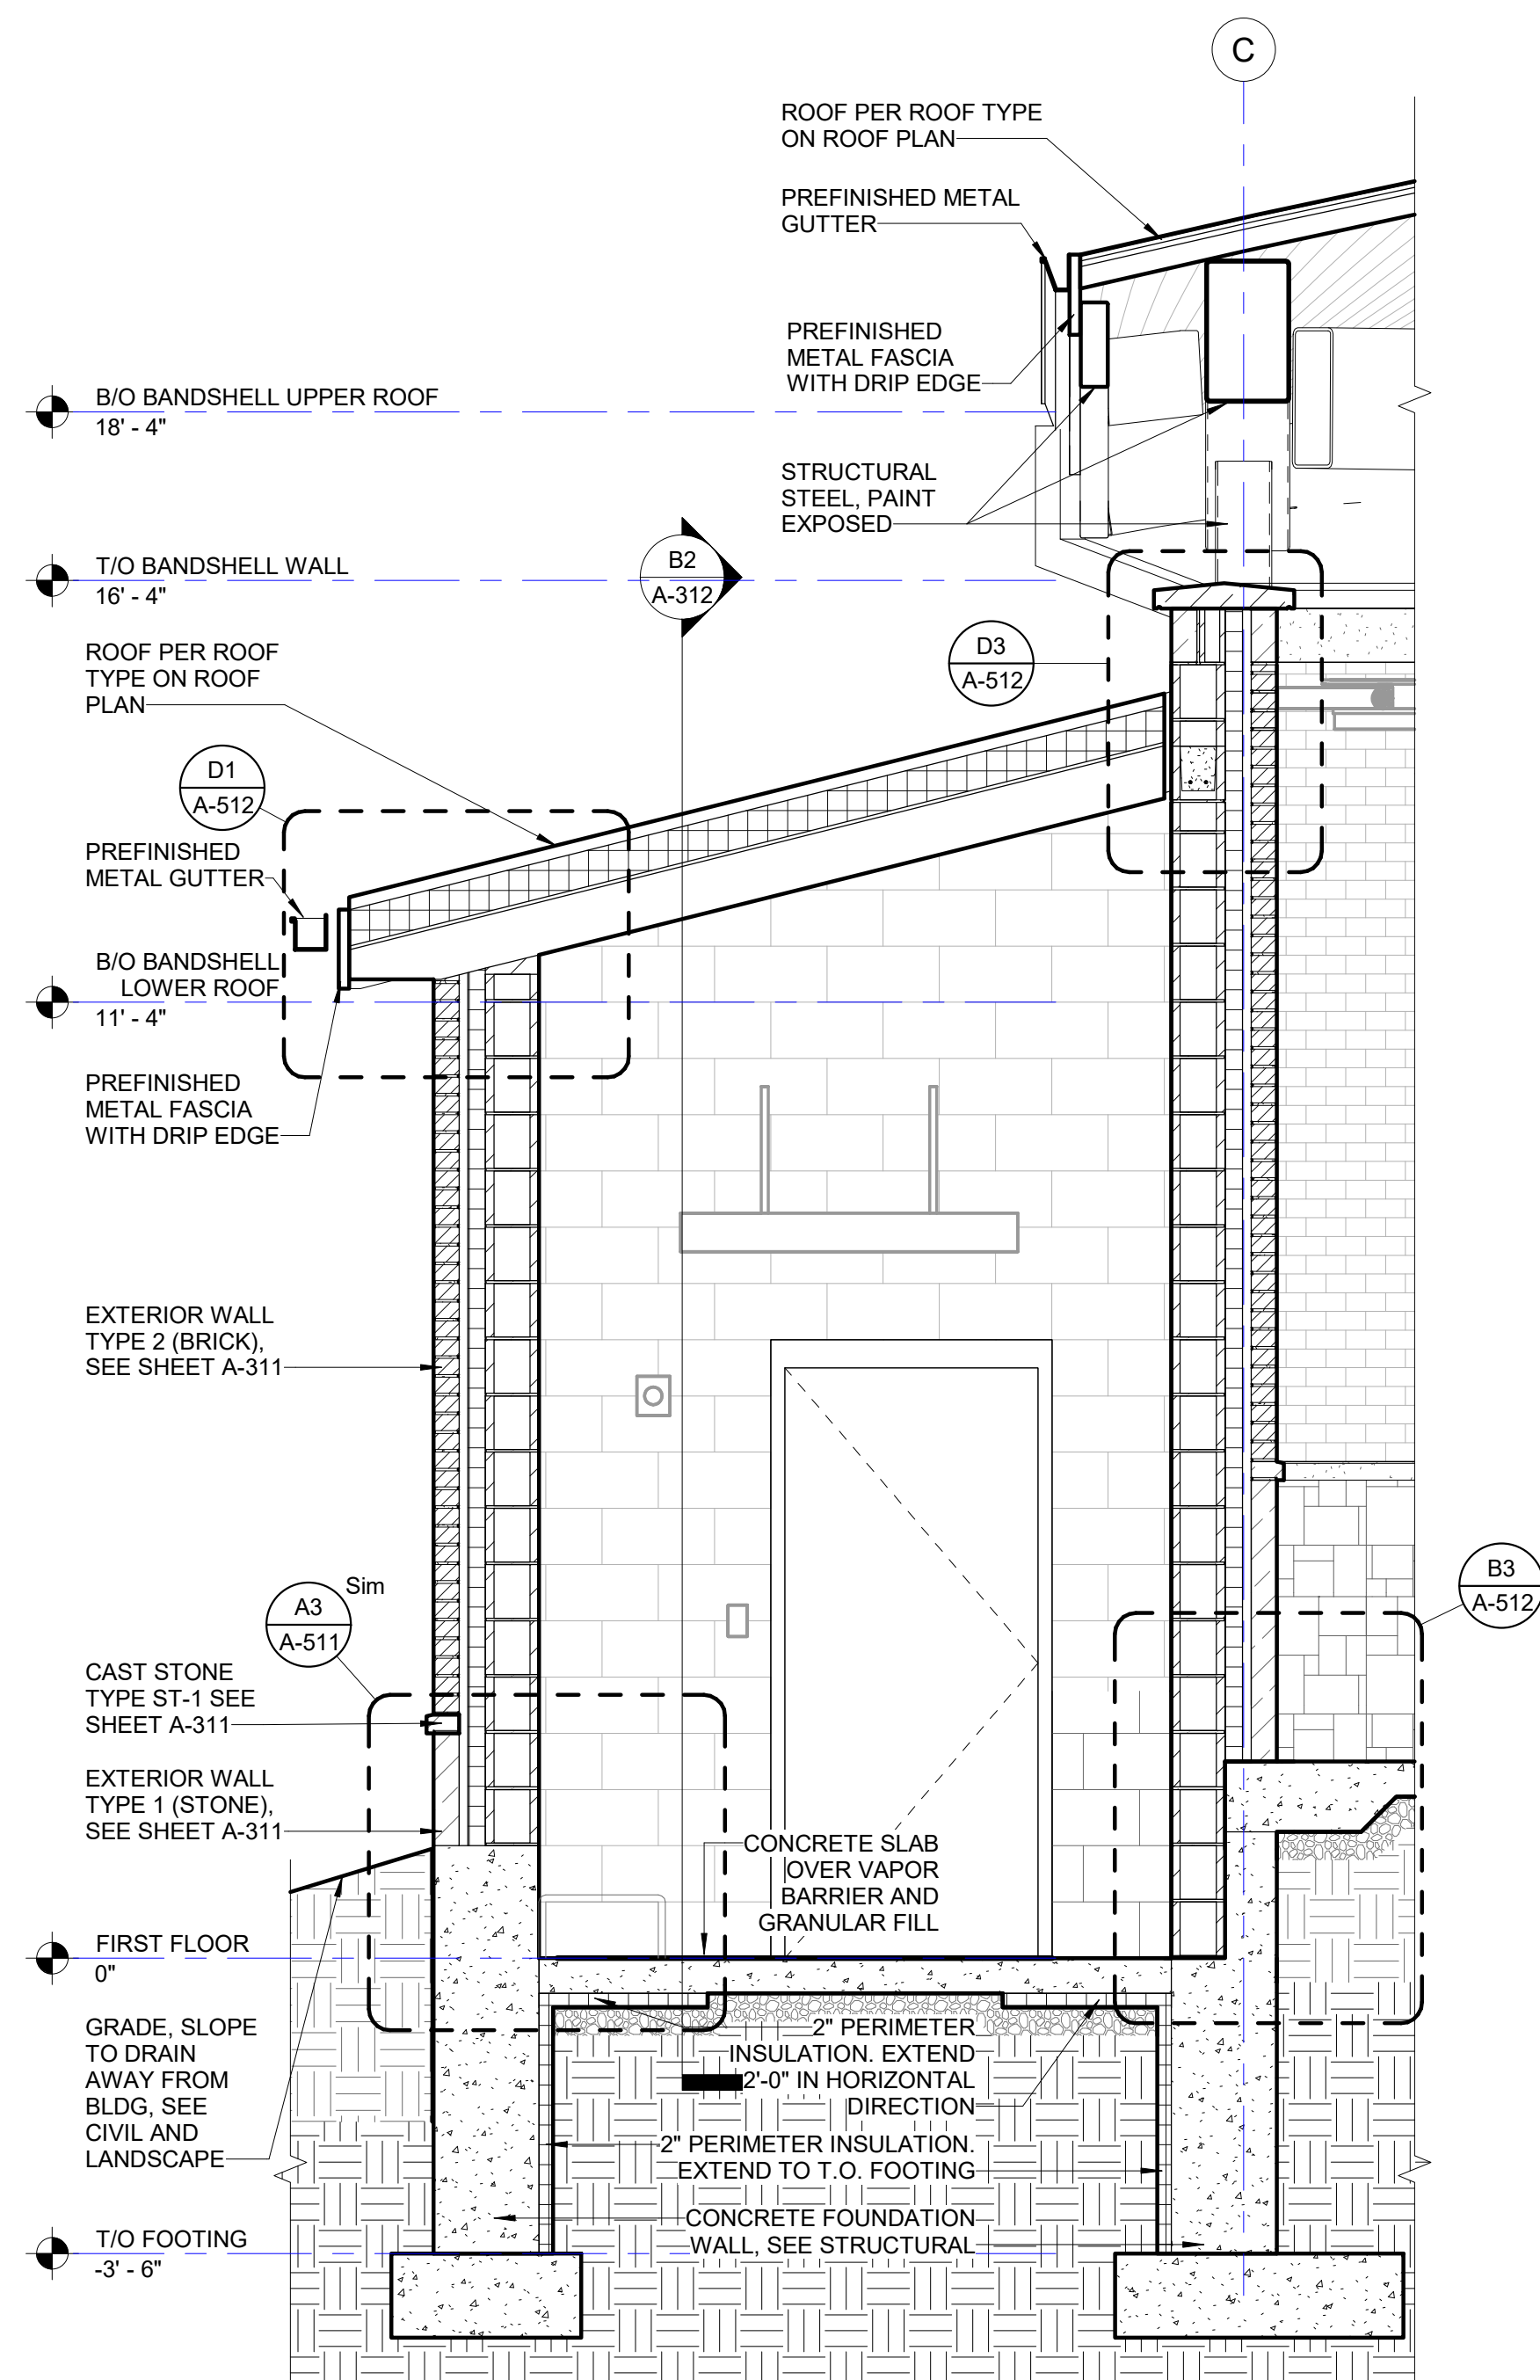 C
ROOF PER ROOF TYPE
ON ROOF PLAN
PREFINISHED METAL
GUTTER
PREFINISHED
METAL FASCIA
WITH DRIP EDGE
B/O BANDSHELL UPPER ROOF
18' - 4"
STRUCTURAL
STEEL, PAINT
EXPOSED
B2
A-312
T/O BANDSHELL WALL
16' - 4"
ROOF PER ROOF
TYPE ON ROOF
PLAN
D3
A-512
D1
A-512
PREFINISHED
METAL GUTTER
B/O BANDSHELL
LOWER ROOF
11' - 4"
PREFINISHED
METAL FASCIA
WITH DRIP EDGE
EXTERIOR WALL
TYPE 2 (BRICK),
SEE SHEET A-311
B3
A-512
Sim
A3
A-511
CAST STONE
TYPE ST-1 SEE
SHEET A-311
EXTERIOR WALL
TYPE 1 (STONE),
SEE SHEET A-311
CONCRETE SLAB
OVER VAPOR
BARRIER AND
GRANULAR FILL
FIRST FLOOR
0"
GRADE, SLOPE
TO DRAIN
AWAY FROM
BLDG, SEE
CIVIL AND
LANDSCAPE
2" PERIMETER
INSULATION. EXTEND
2'-0" IN HORIZONTAL
DIRECTION
2" PERIMETER INSULATION.
EXTEND TO T.O. FOOTING
CONCRETE FOUNDATION
WALL, SEE STRUCTURAL
T/O FOOTING
-3' - 6"